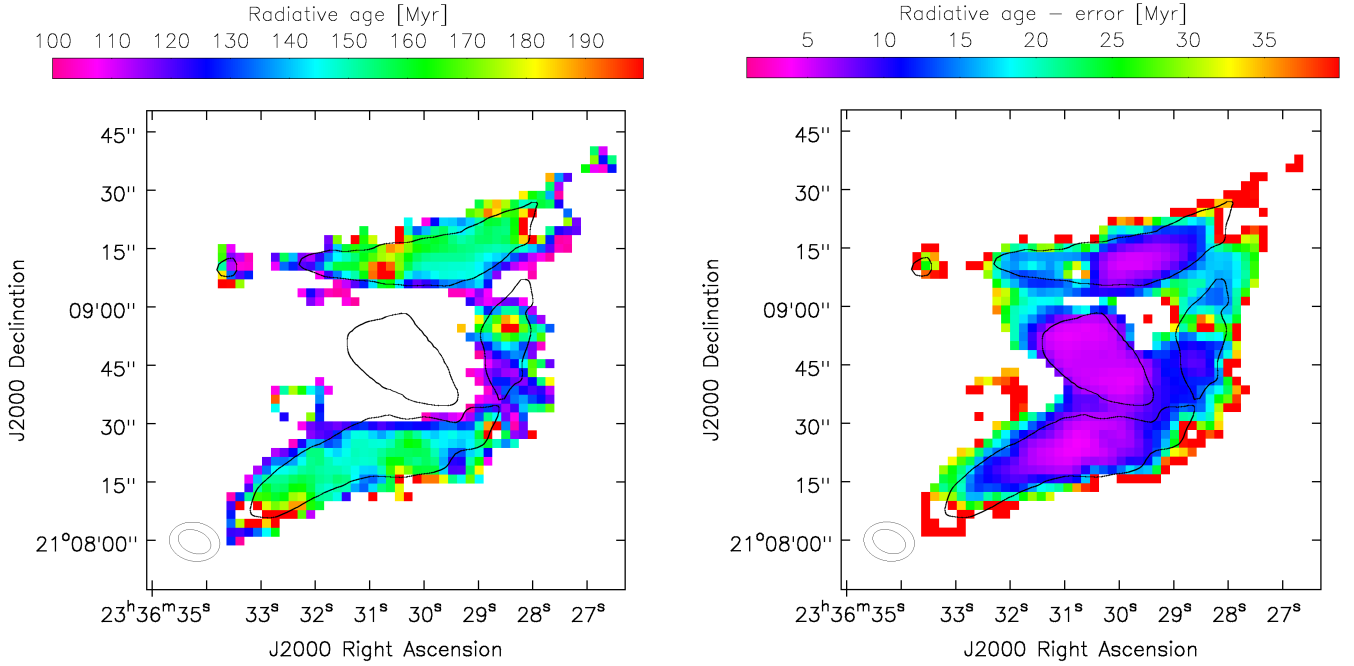 Radiative age [Myr]
100 110 120 130 140 150 160 170 180 190
45"
30"
15"
09'00"
45"
30"
15"
21°08'00"
J2000 Declination
23ʰ36ᵐ35ˢ 33ˢ 32ˢ 31ˢ 30ˢ 29ˢ 28ˢ 27ˢ
J2000 Right Ascension
Radiative age – error [Myr]
5 10 15 20 25 30 35
45"
30"
15"
09'00"
45"
30"
15"
21°08'00"
J2000 Declination
23ʰ36ᵐ35ˢ 33ˢ 32ˢ 31ˢ 30ˢ 29ˢ 28ˢ 27ˢ
J2000 Right Ascension